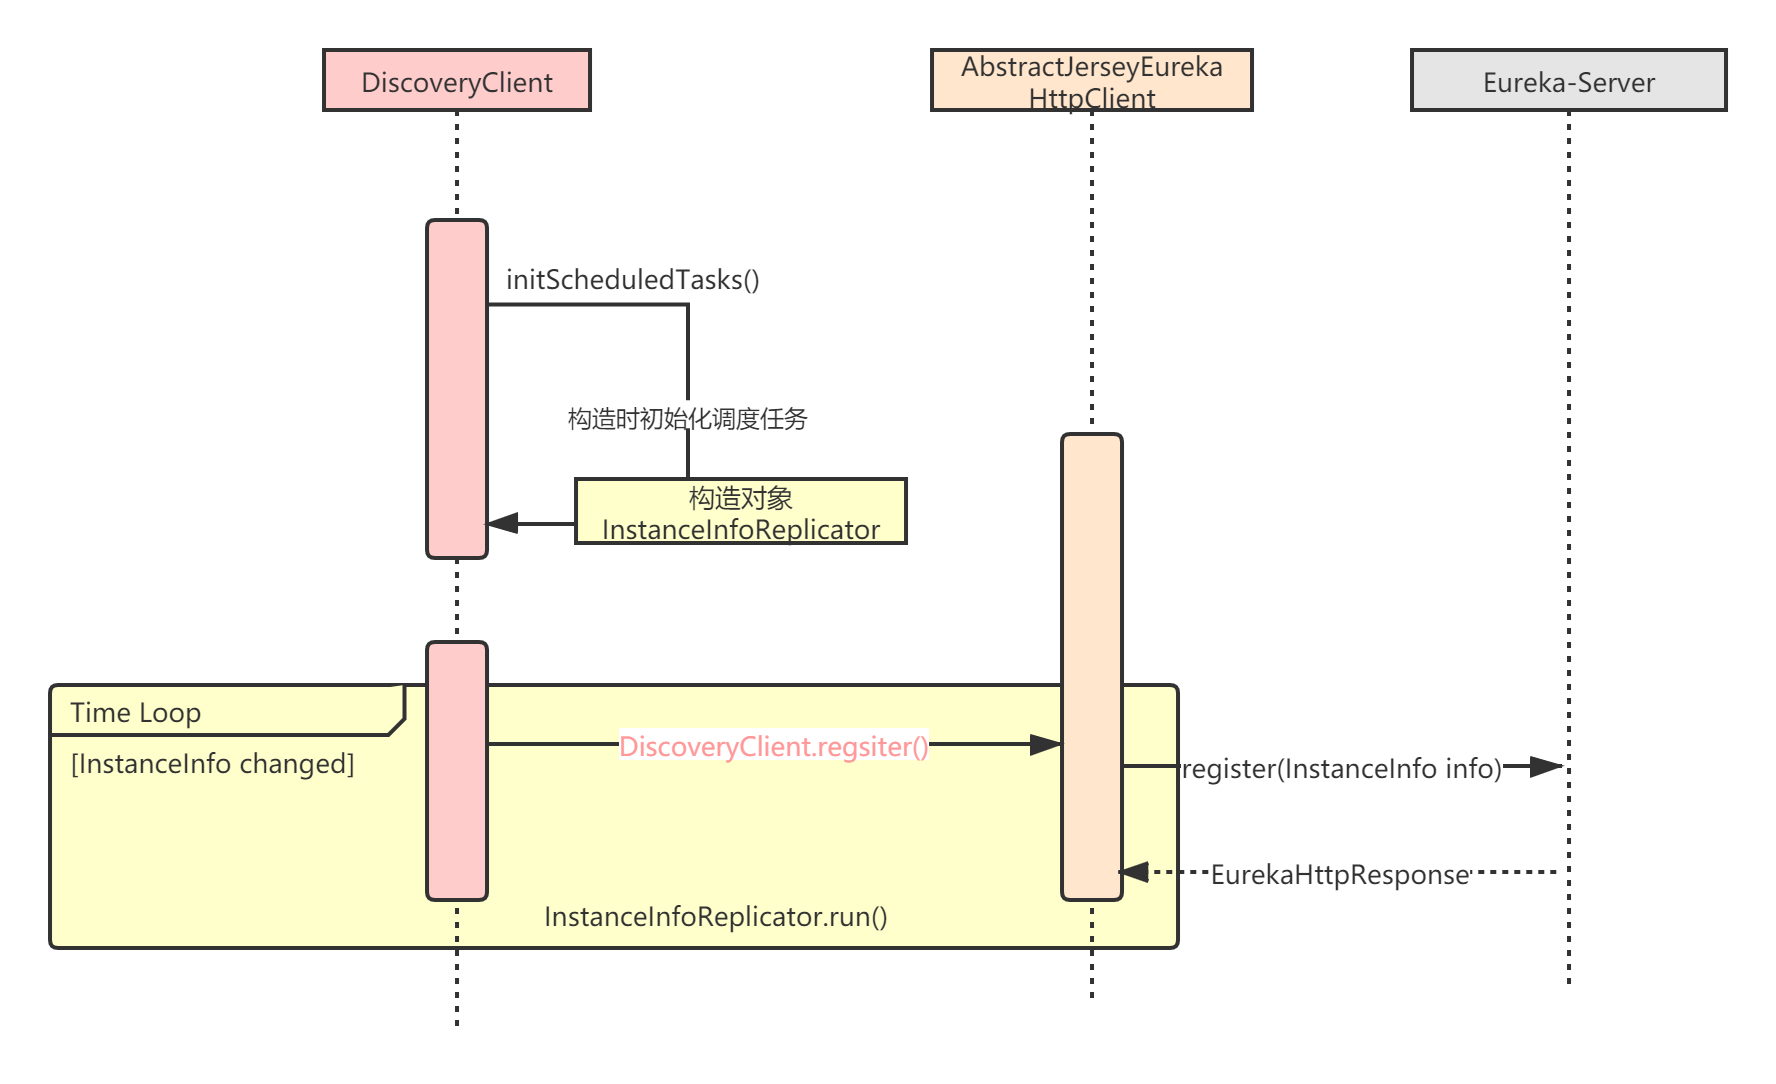 DiscoveryClient
AbstractJerseyEureka
HttpClient
Eureka-Server
initScheduledTasks()
构造时初始化调度任务
构造对象
InstanceInfoReplicator
Time Loop
[InstanceInfo changed]
DiscoveryClient.regsiter()
register(InstanceInfo info)
EurekaHttpResponse
InstanceInfoReplicator.run()